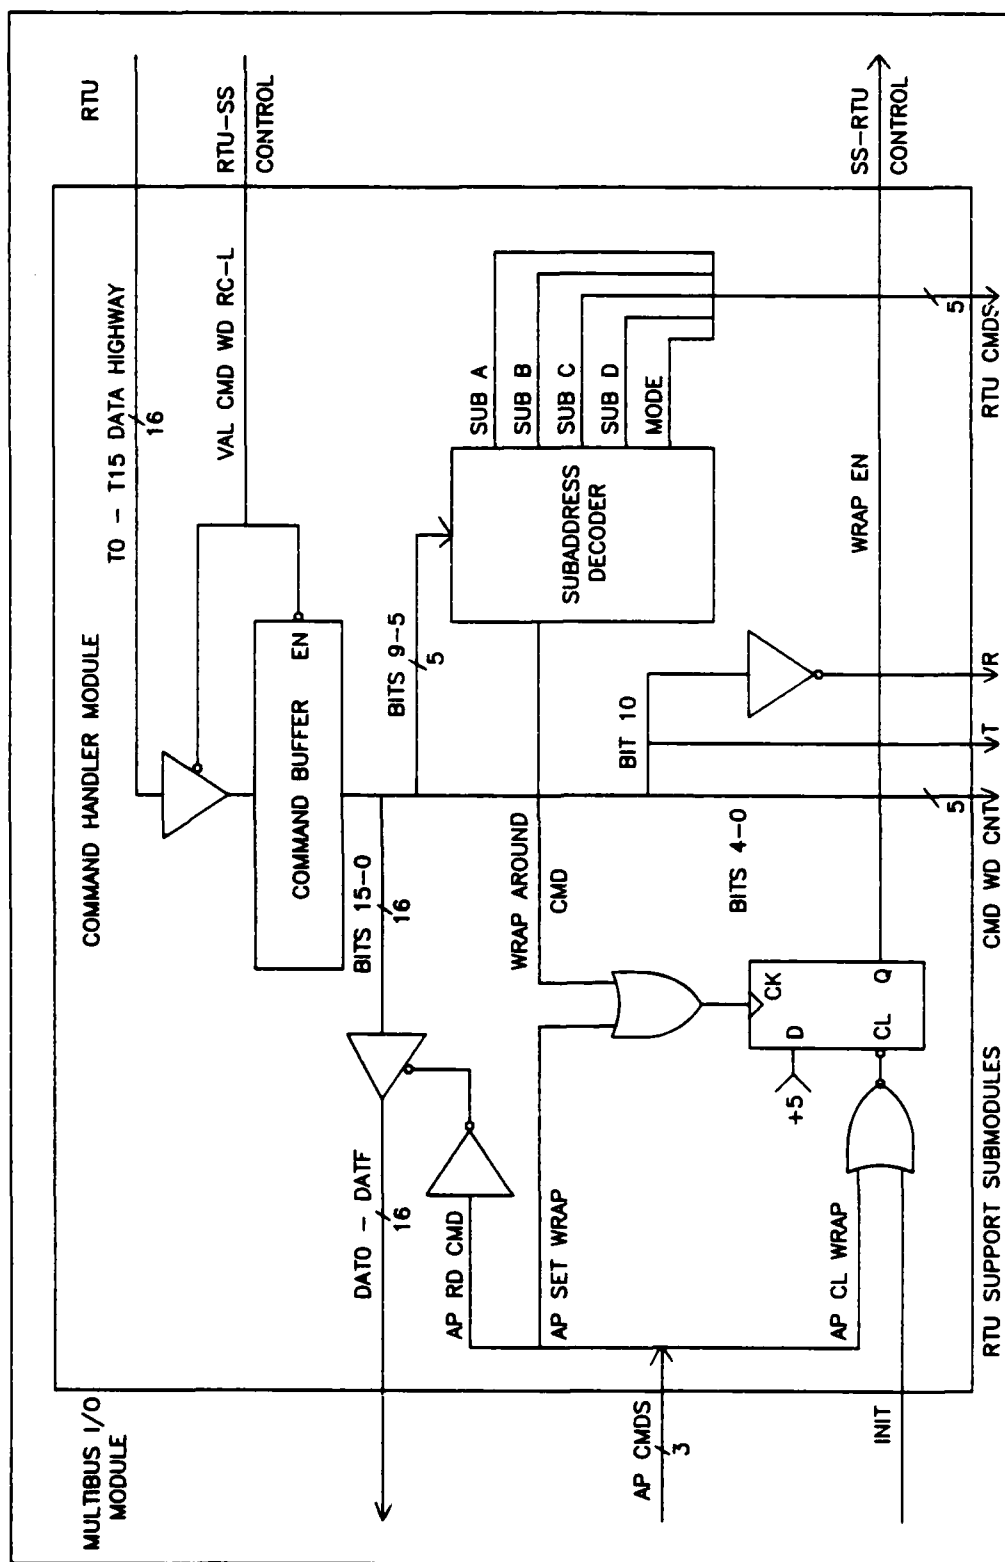 MULTIBUS I/O
MODULE
COMMAND HANDLER MODULE
RTU
T0 - T15 DATA HIGHWAY
16
RTU-SS
CONTROL
VAL CMD WD RC-L
COMMAND BUFFER EN
DAT0 - DATF
16
BITS 15-0
16
BITS 9-5
5
AP RD CMD
SUB A
SUB B
SUB C
SUB D
MODE
SUBADDRESS
DECODER
AP SET WRAP
WRAP AROUND
CMD
BIT 10
AP CMDS
3
BITS 4-0
+5
D
CK
CL
Q
AP CL WRAP
WRAP EN
SS-RTU
CONTROL
INIT
5
5
RTU SUPPORT SUBMODULES
CMD WD CNT
T
R
RTU CMDS